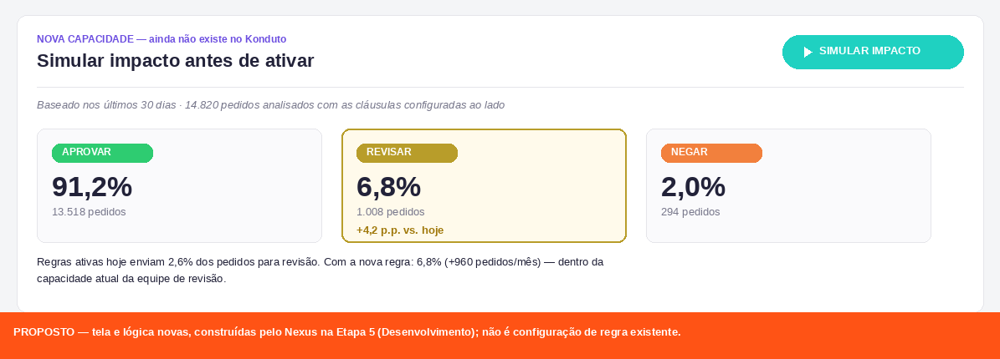 NOVA CAPACIDADE — ainda não existe no Konduto
Simular impacto antes de ativar
SIMULAR IMPACTO
Baseado nos últimos 30 dias · 14.820 pedidos analisados com as cláusulas configuradas ao lado
APROVAR
91,2%
13.518 pedidos
REVISAR
6,8%
1.008 pedidos
+4,2 p.p. vs. hoje
NEGAR
2,0%
294 pedidos
Regras ativas hoje enviam 2,6% dos pedidos para revisão. Com a nova regra: 6,8% (+960 pedidos/mês) — dentro da
capacidade atual da equipe de revisão.
PROPOSTO — tela e lógica novas, construídas pelo Nexus na Etapa 5 (Desenvolvimento); não é configuração de regra existente.